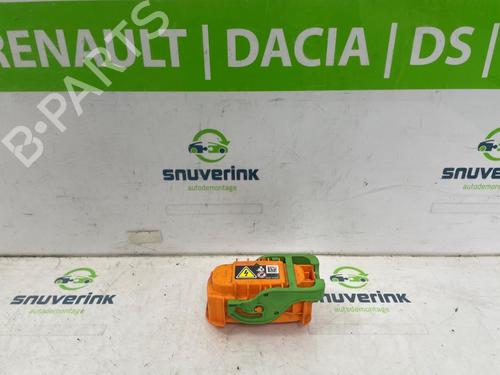 RENAULT | DACIA | DS |
B-PARTS
snuverink
autodemontage
snuverink
autodemontage
snuverink
autodemontage
snuverink
autodemontage